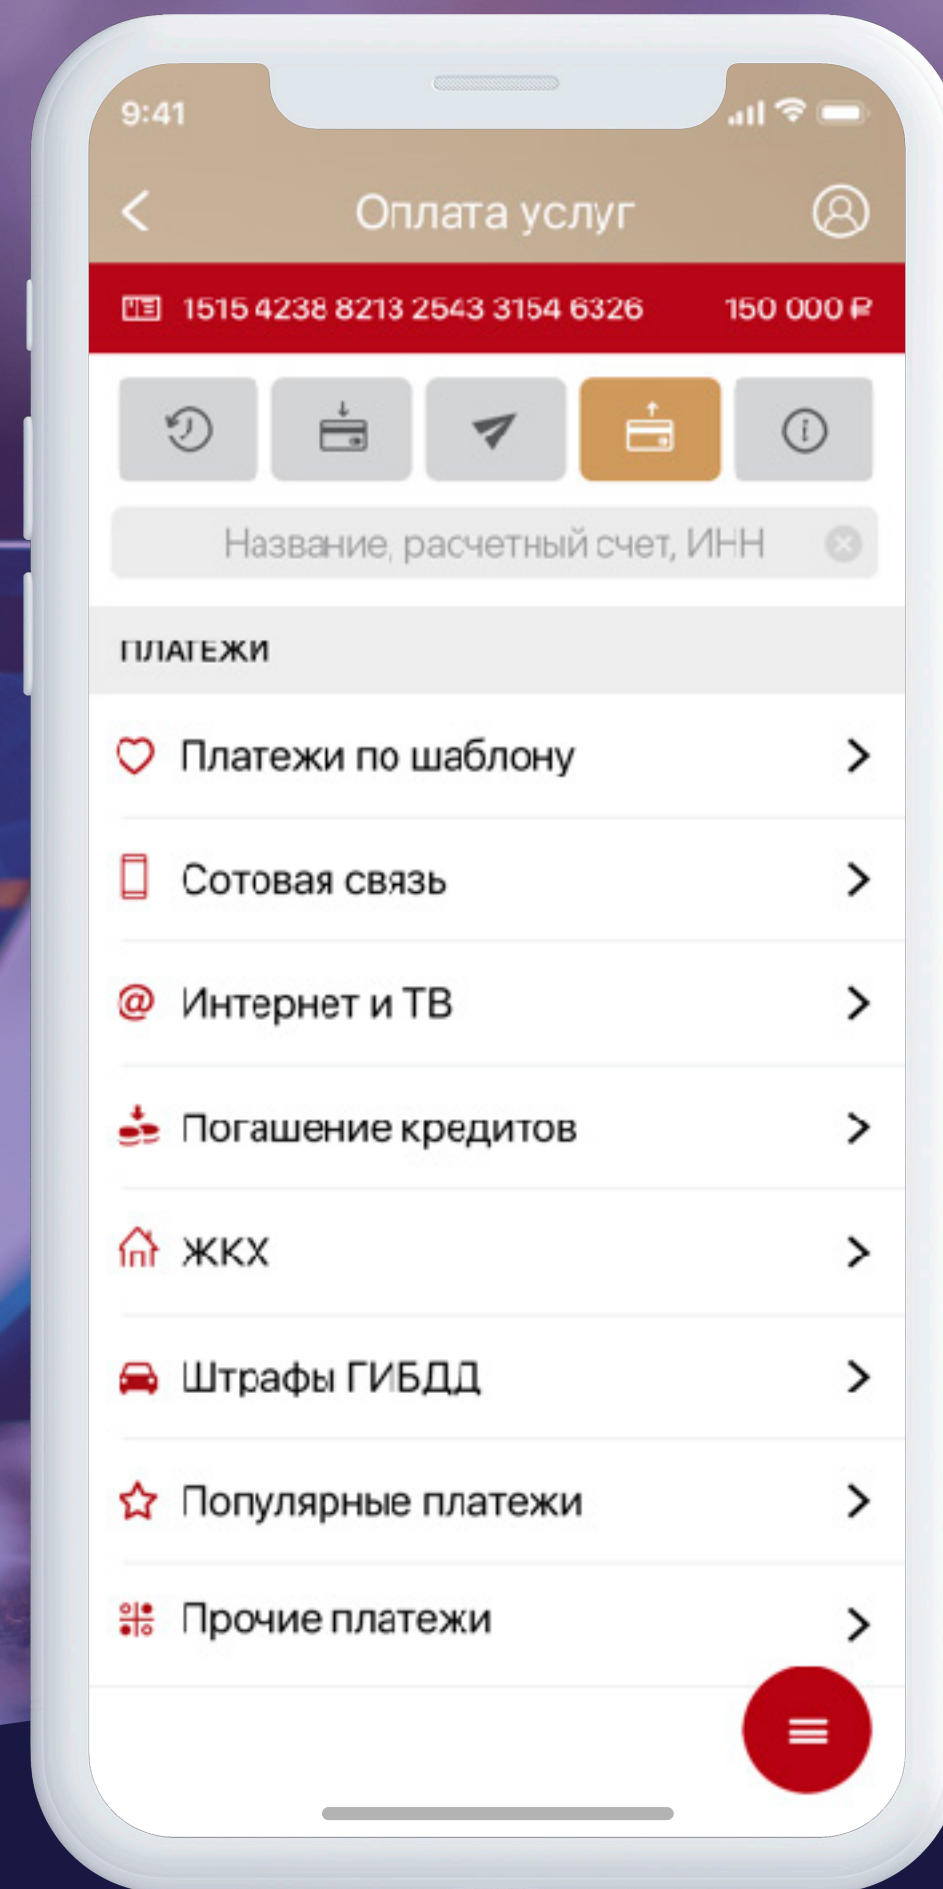 9:41
Оплата услуг
1515 4238 8213 2543 3154 6326 150 000 ₽
Название, расчетный счет, ИНН
ПЛАТЕЖИ
Платежи по шаблону
Сотовая связь
@ Интернет и ТВ
Погашение кредитов
ЖКХ
Штрафы ГИБДД
Популярные платежи
Прочие платежи